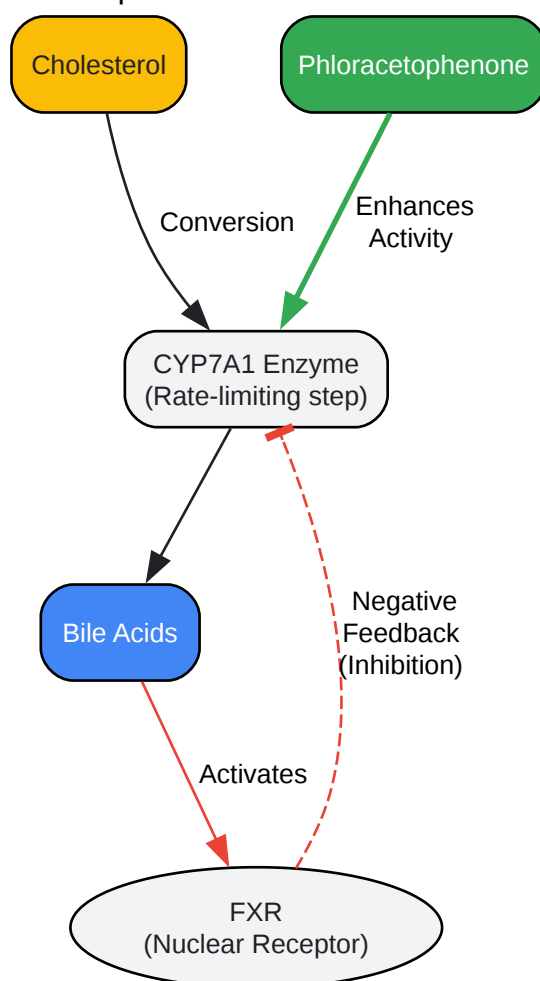 Cholesterol
Phloracetophenone
Conversion
Enhances
Activity
CYP7A1 Enzyme
(Rate-limiting step)
Bile Acids
Negative
Feedback
(Inhibition)
Activates
FXR
(Nuclear Receptor)